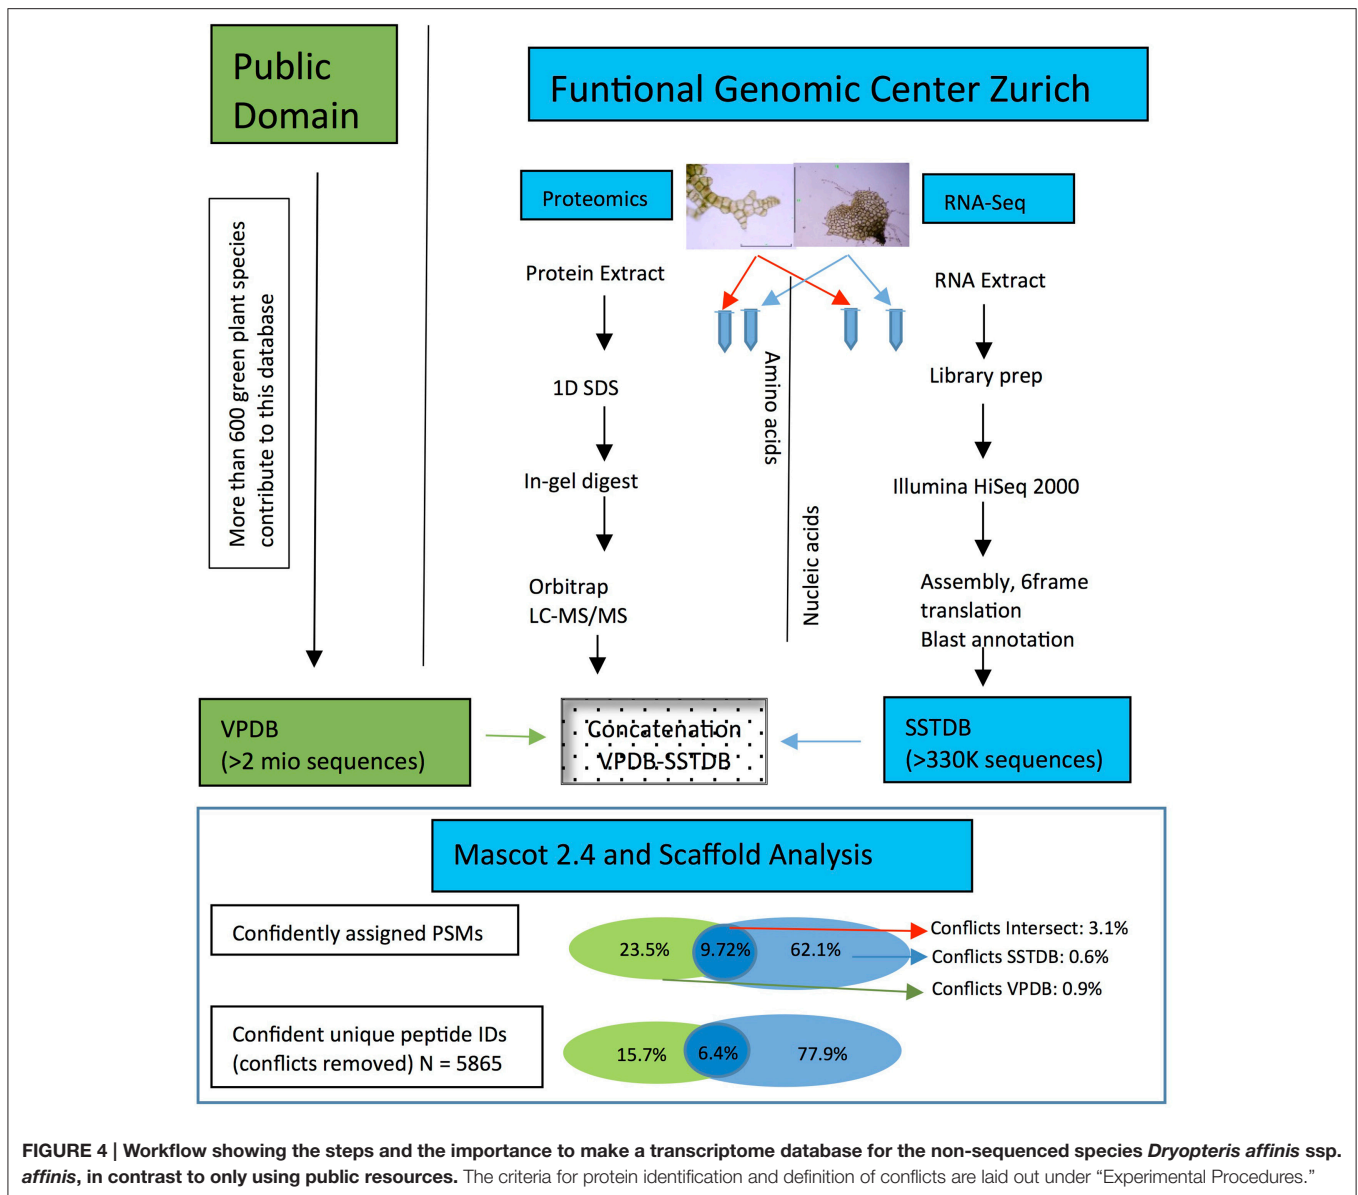 Public
Domain
Funtional Genomic Center Zurich
Proteomics
RNA-Seq
More than 600 green plant species
contribute to this database
Protein Extract
1D SDS
In-gel digest
Orbitrap
LC-MS/MS
Amino acids
Nucleic acids
RNA Extract
Library prep
Illumina HiSeq 2000
Assembly, 6frame
translation
Blast annotation
VPDB
(>2 mio sequences)
Concatenation
VPDB-SSTDB
SSTDB
(>330K sequences)
Mascot 2.4 and Scaffold Analysis
Confidently assigned PSMs
23.5%
9.72%
62.1%
Conflicts Intersect: 3.1%
Conflicts SSTDB: 0.6%
Conflicts VPDB: 0.9%
Confident unique peptide IDs
(conflicts removed) N = 5865
15.7%
6.4%
77.9%
FIGURE 4 | Workflow showing the steps and the importance to make a transcriptome database for the non-sequenced species Dryopteris affinis ssp.
affinis, in contrast to only using public resources. The criteria for protein identification and definition of conflicts are laid out under “Experimental Procedures.”